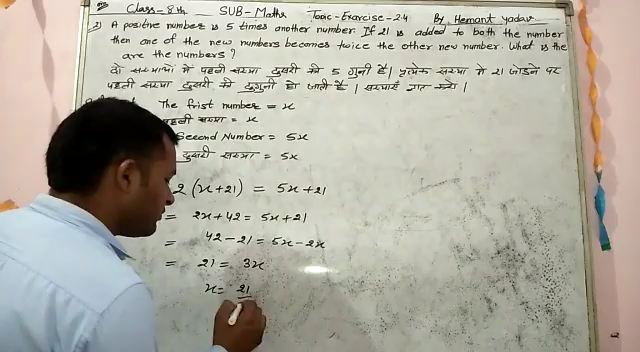 Class-8th SUB-Maths Topic-Exercise-2.4 By, Hemant yadav
2) A positive number is 5 times another number. If 21 is added to both the number
then one of the new numbers becomes twice the other new number. What is the
are the numbers?
दो संख्याओं में पहली संख्या दुसरी की 5 गुनी है। प्रत्येक संख्या में 21 जोड़ने पर
पहली संख्या दुसरी की दुगुनी हो जाती है। संख्याएं ज्ञात करो।
The frist number = x
पहली संख्या = x
Second Number = 5x
दुसरी संख्या = 5x
2(x+21) = 5x+21
= 2x+42 = 5x+21
= 42-21 = 5x-2x
= 21 = 3x
x = 21